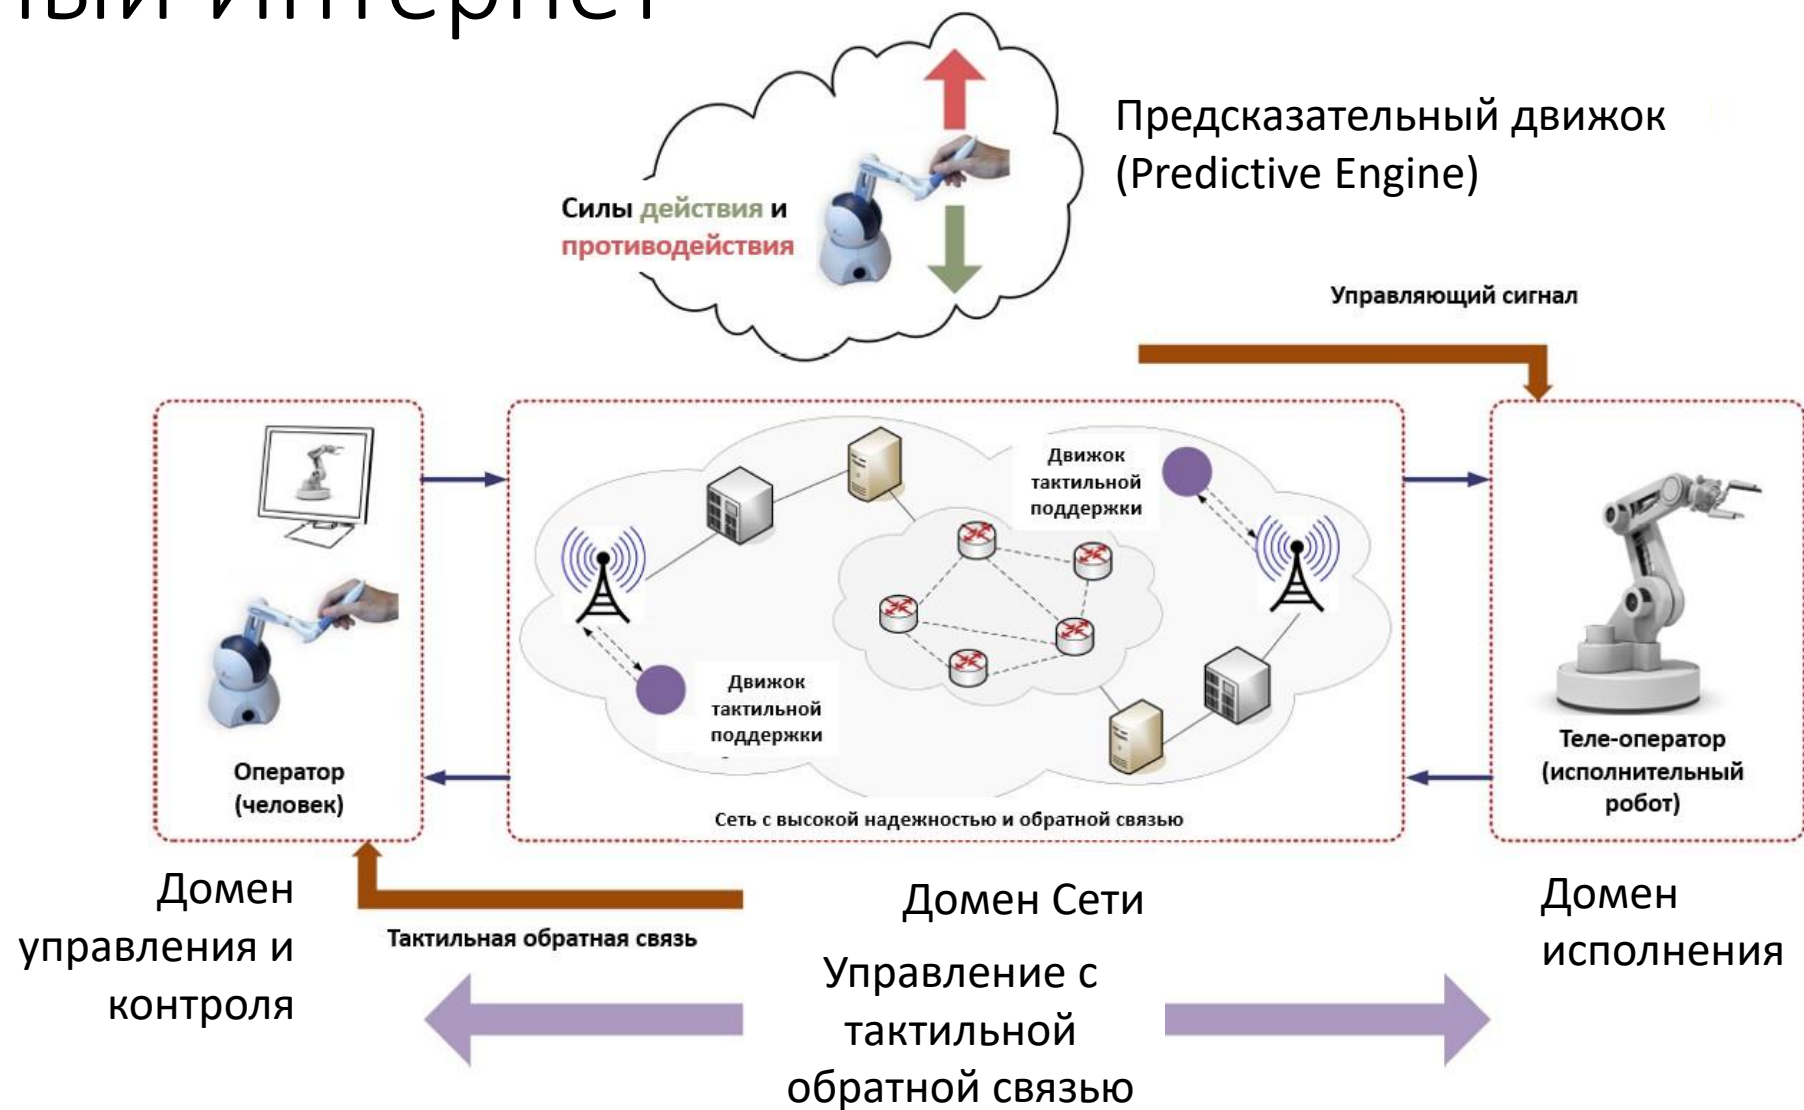 ный интернет
Предсказательный движок
(Predictive Engine)
Силы действия и
противодействия
Управляющий сигнал
Движок
тактильной
поддержки
Движок
тактильной
поддержки
Оператор
(человек)
Теле-оператор
(исполнительный
робот)
Сеть с высокой надежностью и обратной связью
Домен
управления и
контроля
Тактильная обратная связь
Домен Сети
Управление с
тактильной
обратной связью
Домен
исполнения